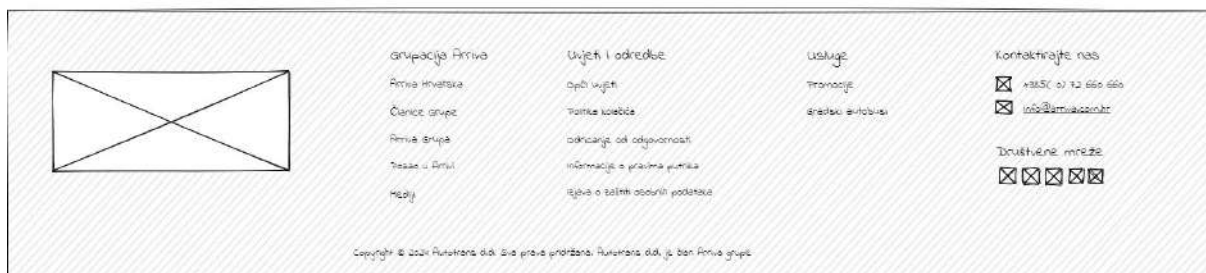 Grupacija Arriva
Arriva Hrvatska
Članice Grupe
Arriva Grupa
Posao u Arrivi
Mediji
Uvjeti i odredbe
Opći uvjeti
Politika kolačića
Odricanje od odgovornosti
Informacije o pravima putnika
Izjava o zaštiti osobnih podataka
Usluge
Promocije
Gradski autobusi
Kontaktirajte nas
+385( 0) 72 660 660
info@arriva.com.hr
Društvene mreže
Copyright © 2024 Autotrans d.d. Sva prava pridržana. Autotrans d.d. je član Arriva grupe